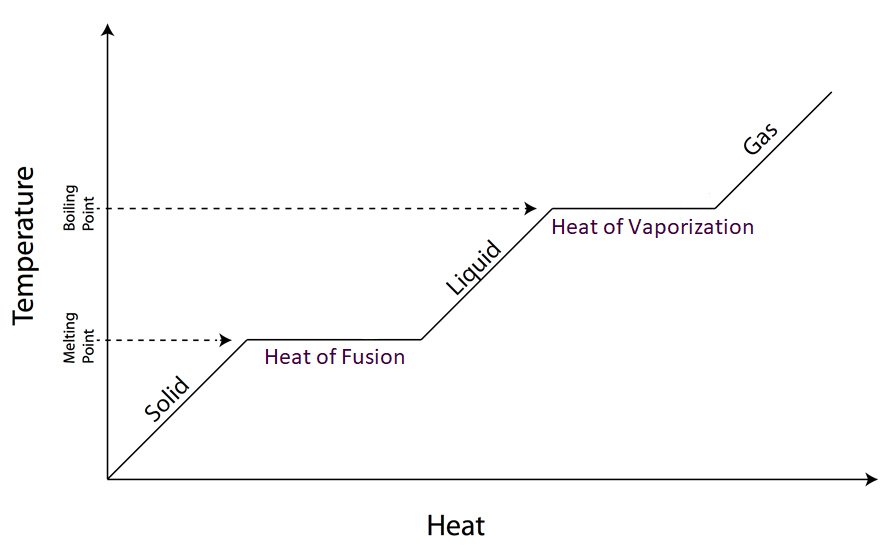 Temperature
Boiling
Point
Melting
Point
Solid
Heat of Fusion
Liquid
Heat of Vaporization
Gas
Heat